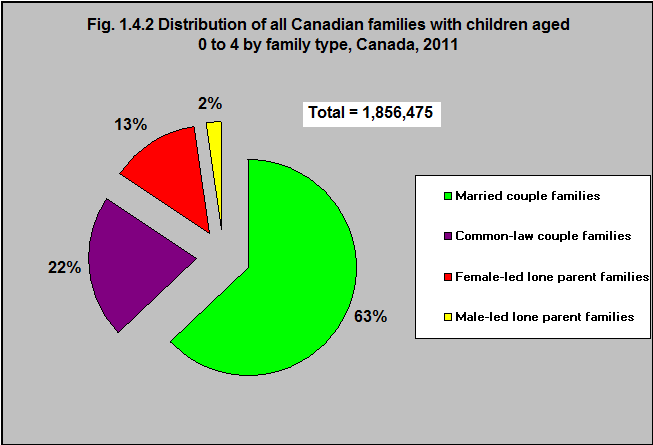 Fig. 1.4.2 Distribution of all Canadian families with children aged
0 to 4 by family type, Canada, 2011
Total = 1,856,475
2%
13%
22%
63%
Married couple families
Common-law couple families
Female-led lone parent families
Male-led lone parent families